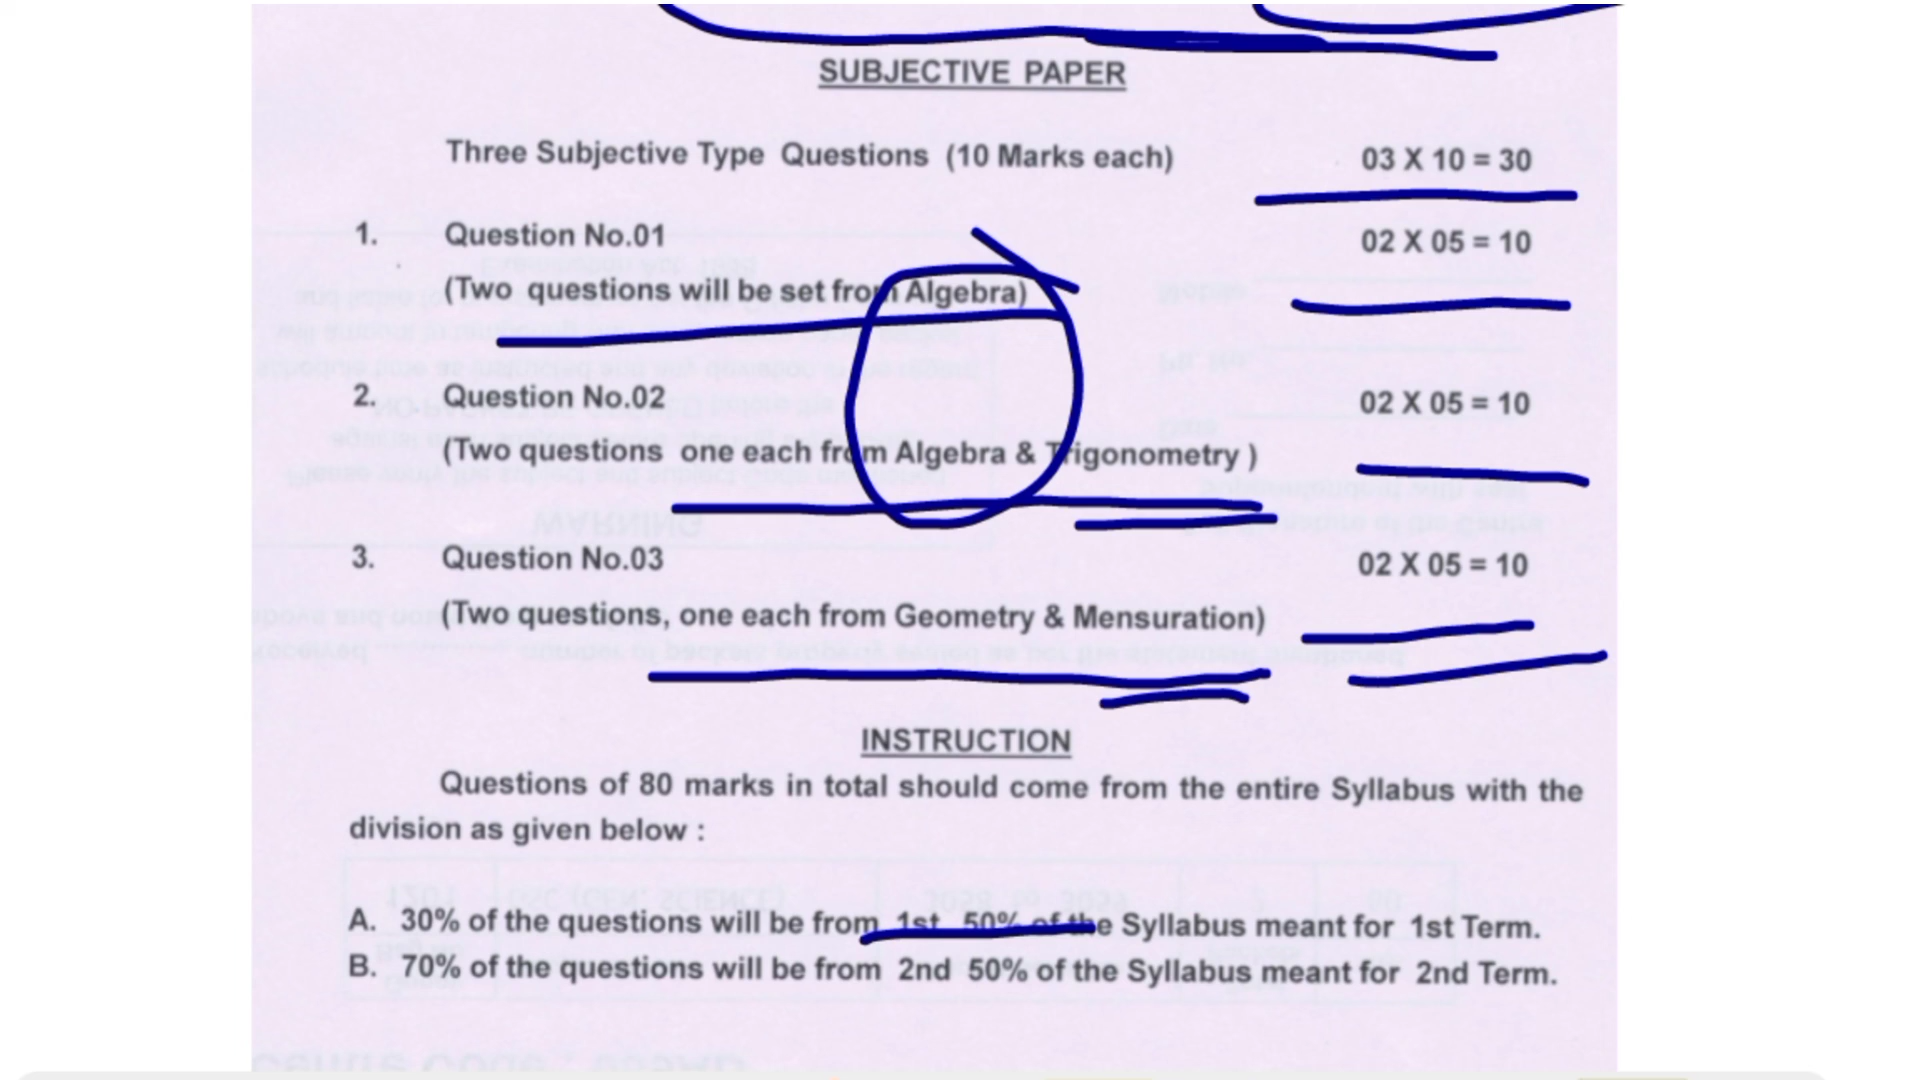 SUBJECTIVE PAPER
Three Subjective Type Questions (10 Marks each) 03 X 10 = 30
1. Question No.01 02 X 05 = 10
(Two questions will be set from Algebra)
2. Question No.02 02 X 05 = 10
(Two questions one each from Algebra & Trigonometry )
3. Question No.03 02 X 05 = 10
(Two questions, one each from Geometry & Mensuration)
INSTRUCTION
Questions of 80 marks in total should come from the entire Syllabus with the
division as given below :
A. 30% of the questions will be from 1st 50% of the Syllabus meant for 1st Term.
B. 70% of the questions will be from 2nd 50% of the Syllabus meant for 2nd Term.